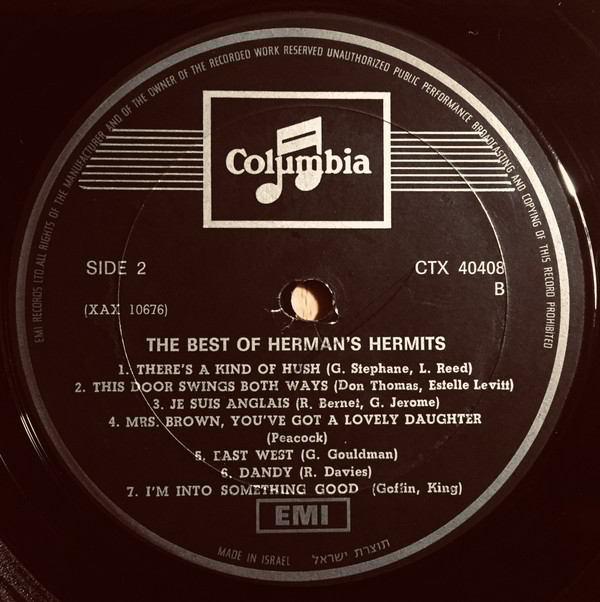 EMI RECORDS LTD. ALL RIGHTS OF THE MANUFACTURER AND OF THE OWNER OF THE RECORDED WORK RESERVED UNAUTHORIZED PUBLIC PERFORMANCE BROADCASTING AND COPYING OF THIS RECORD PROHIBITED
Columbia
SIDE 2
CTX 40408
B
(XAX 10676)
THE BEST OF HERMAN'S HERMITS
1. THERE'S A KIND OF HUSH (G. Stephane, L. Reed)
2. THIS DOOR SWINGS BOTH WAYS (Don Thomas, Estelle Levitt)
3. JE SUIS ANGLAIS (R. Bernet, G. Jerome)
4. MRS. BROWN, YOU'VE GOT A LOVELY DAUGHTER
(Peacock)
5. EAST WEST (G. Gouldman)
6. DANDY (R. Davies)
7. I'M INTO SOMETHING GOOD (Goffin, King)
EMI
MADE IN ISRAEL תוצרת ישראל